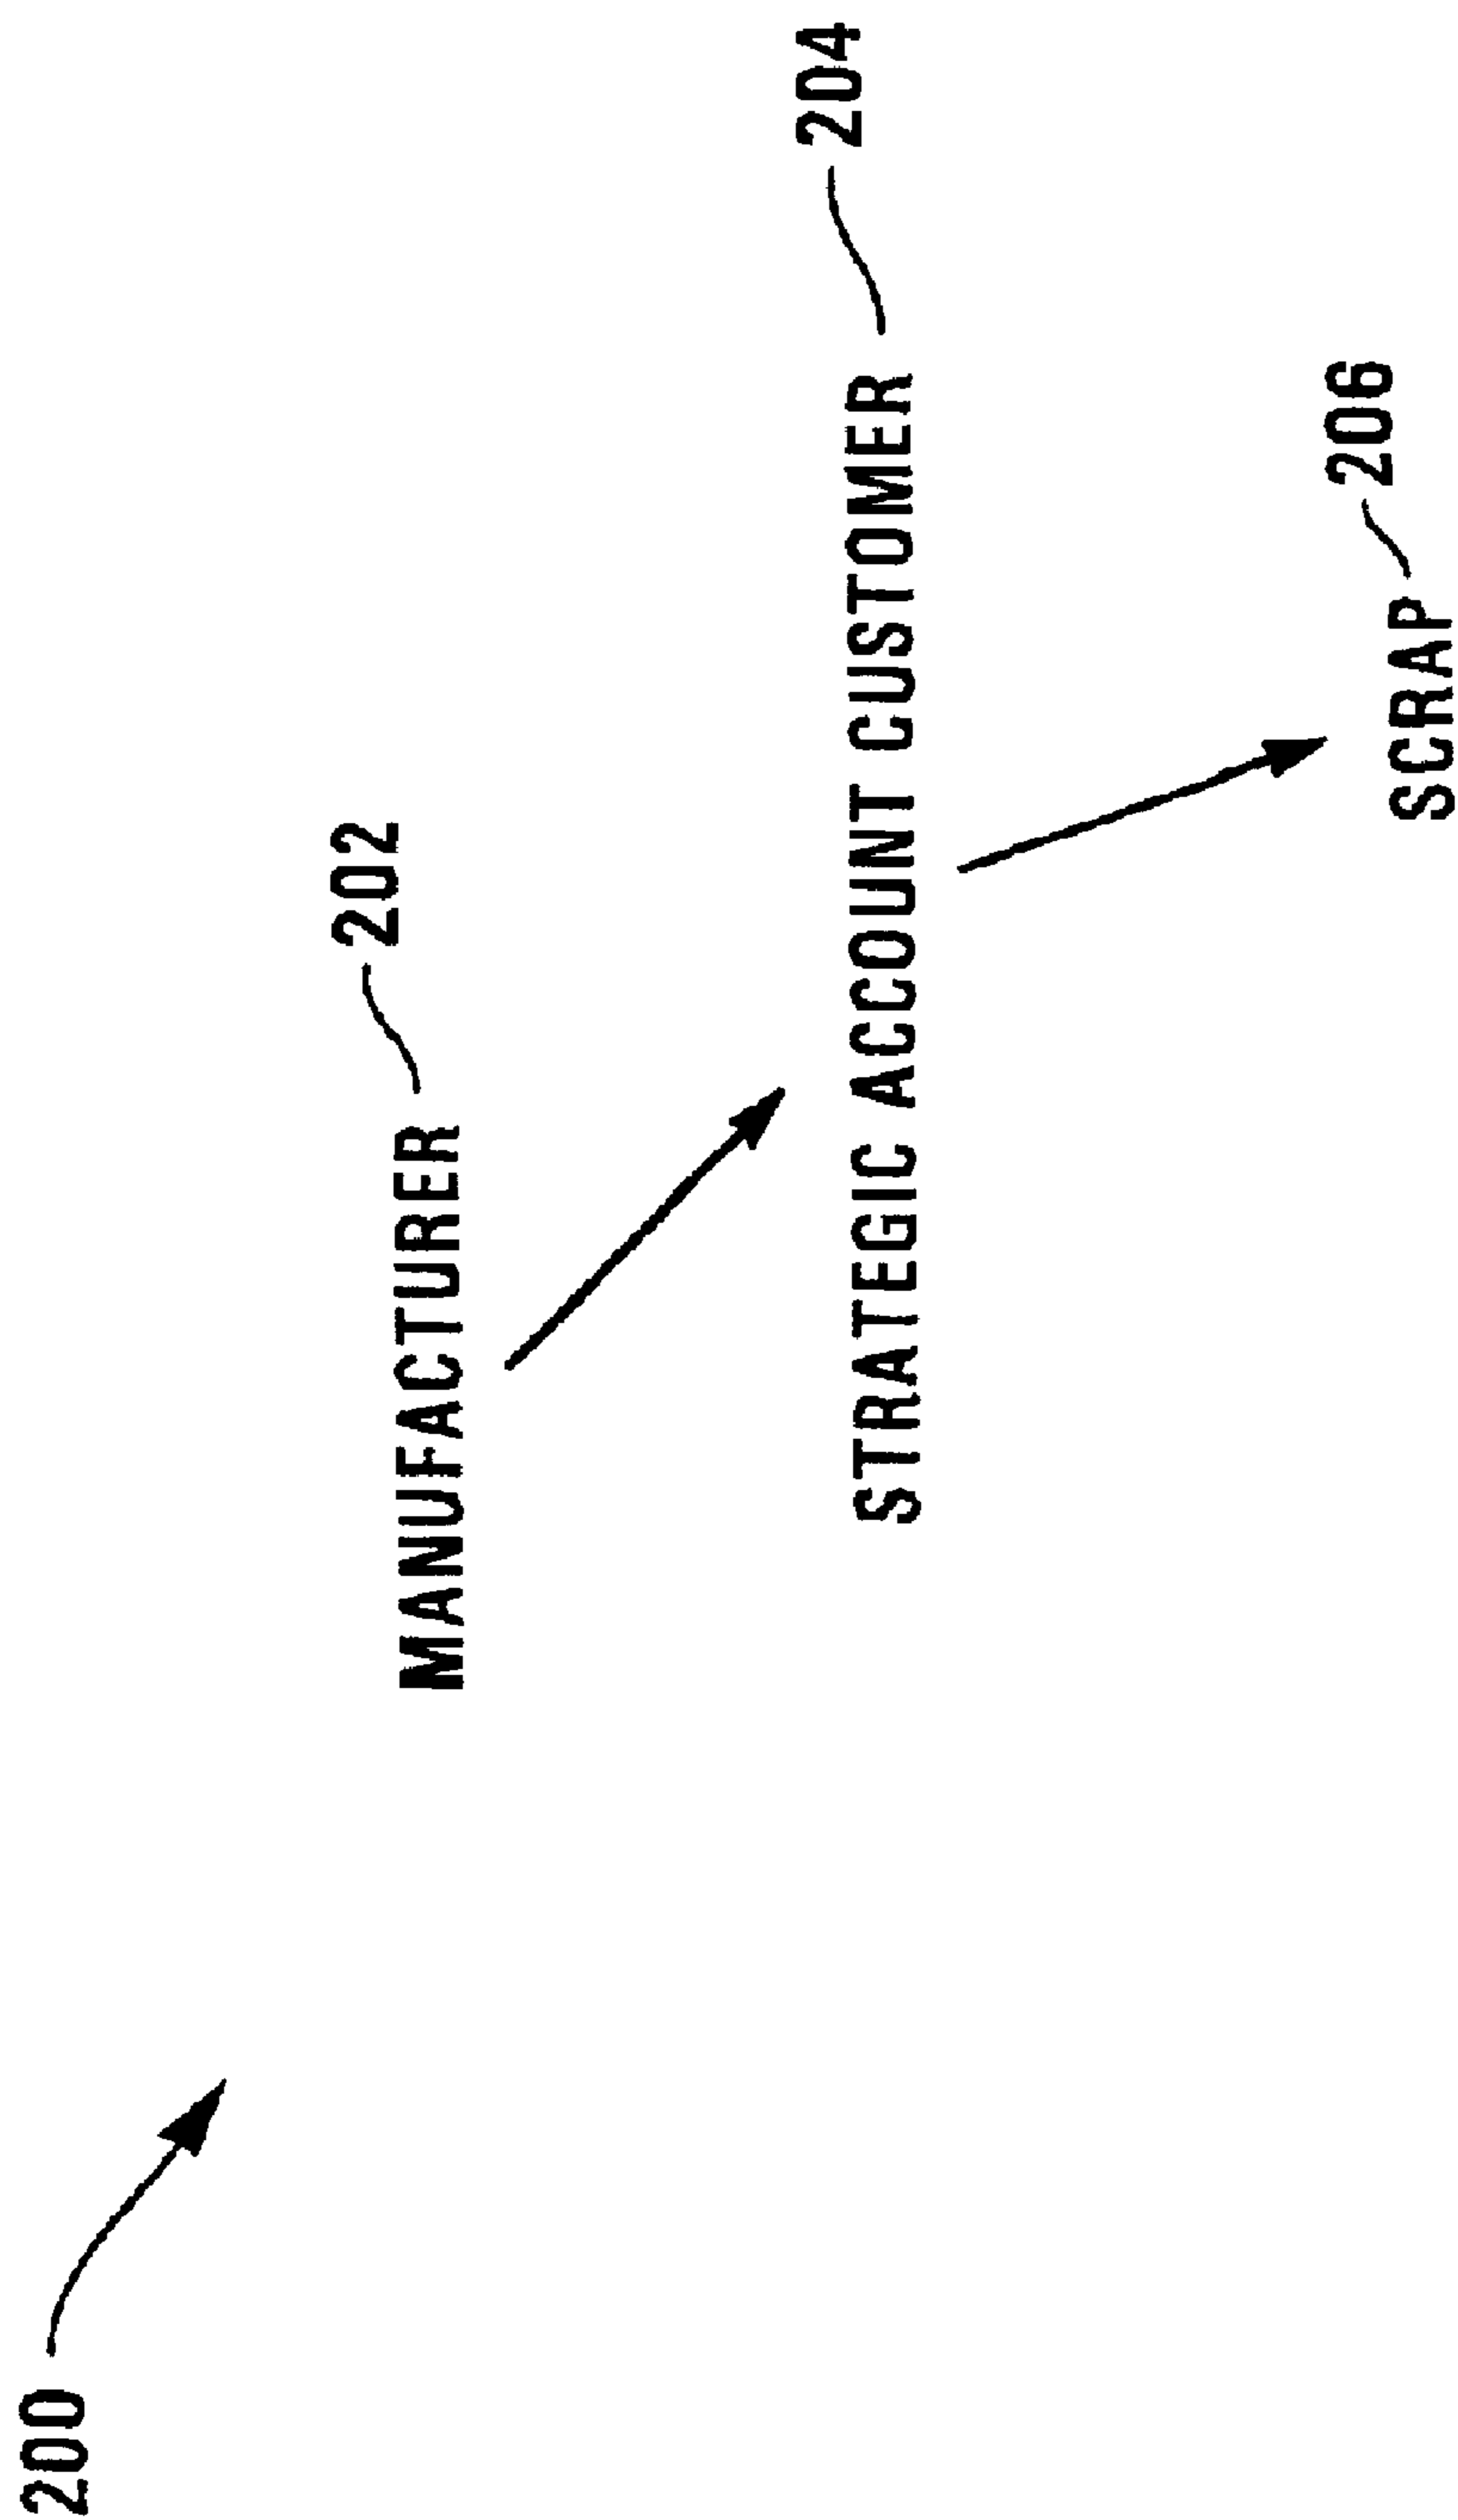 200
MANUFACTURER 202
STRATEGIC ACCOUNT CUSTOMER 204
SCRAP 206